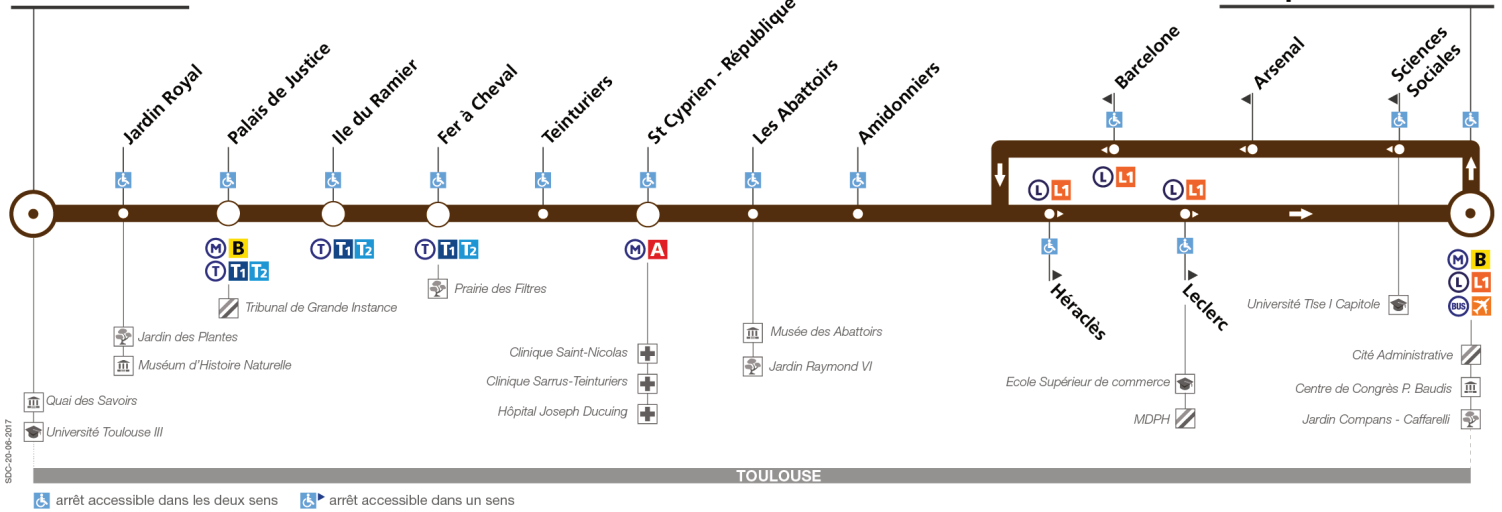 Jardin Royal
Palais de Justice
Ile du Ramier
Fer à Cheval
Teinturiers
St Cyprien - République
Les Abattoirs
Amidonniers
Barcelone
Arsenal
Sciences
Sociales
L L1
L L1
L L1
M B
T T1 T2
T T1 T2
T T1 T2
M A
Héraclès
Leclerc
M B
L L1
BUS
Tribunal de Grande Instance
Prairie des Filtres
Université Tlse I Capitole
Jardin des Plantes
Muséum d'Histoire Naturelle
Clinique Saint-Nicolas
Clinique Sarrus-Teinturiers
Hôpital Joseph Ducuing
Musée des Abattoirs
Jardin Raymond VI
Ecole Supérieur de commerce
MDPH
Cité Administrative
Centre de Congrès P. Baudis
Jardin Compans - Caffarelli
Quai des Savoirs
Université Toulouse III
SDC-20-06-2017
TOULOUSE
arrêt accessible dans les deux sens
arrêt accessible dans un sens